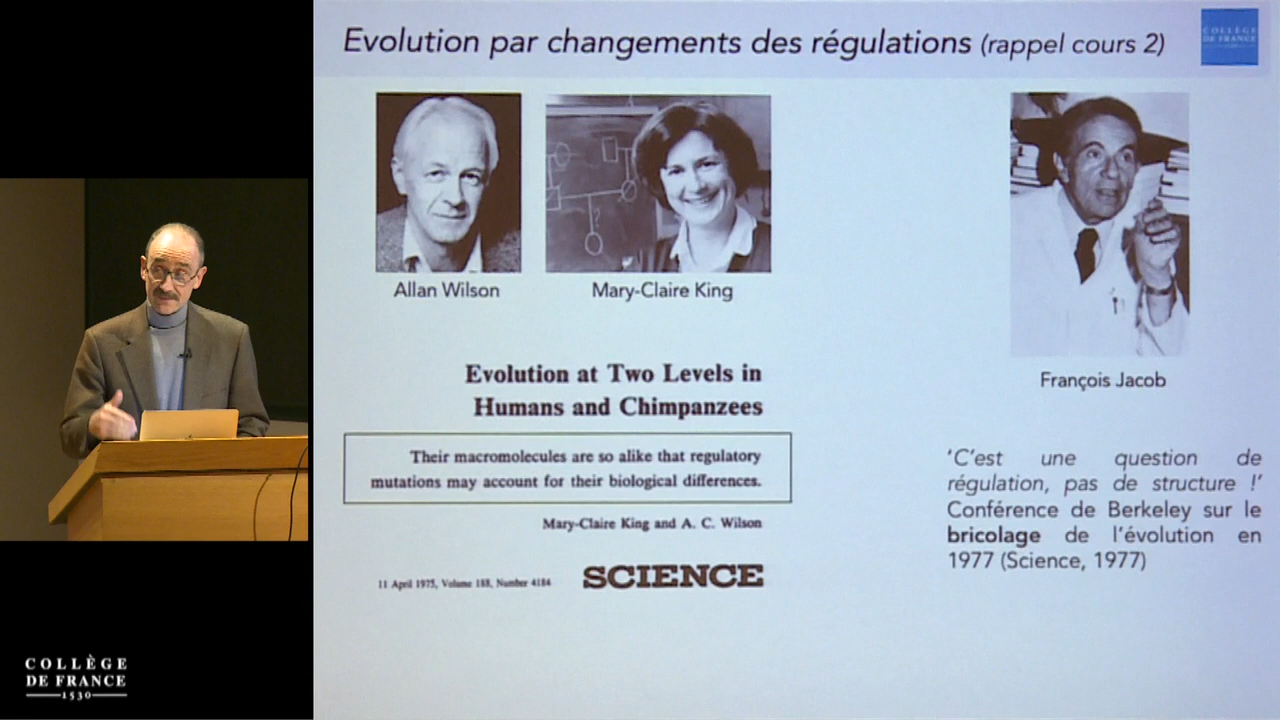 Evolution par changements des régulations (rappel cours 2)
COLLÈGE
DE FRANCE
1530
Allan Wilson
Mary-Claire King
François Jacob
Evolution at Two Levels in
Humans and Chimpanzees
Their macromolecules are so alike that regulatory
mutations may account for their biological differences.
Mary-Claire King and A. C. Wilson
11 April 1975, Volume 188, Number 4184
SCIENCE
'C'est une question de
régulation, pas de structure !'
Conférence de Berkeley sur le
bricolage de l'évolution en
1977 (Science, 1977)
COLLÈGE
DE FRANCE
1530